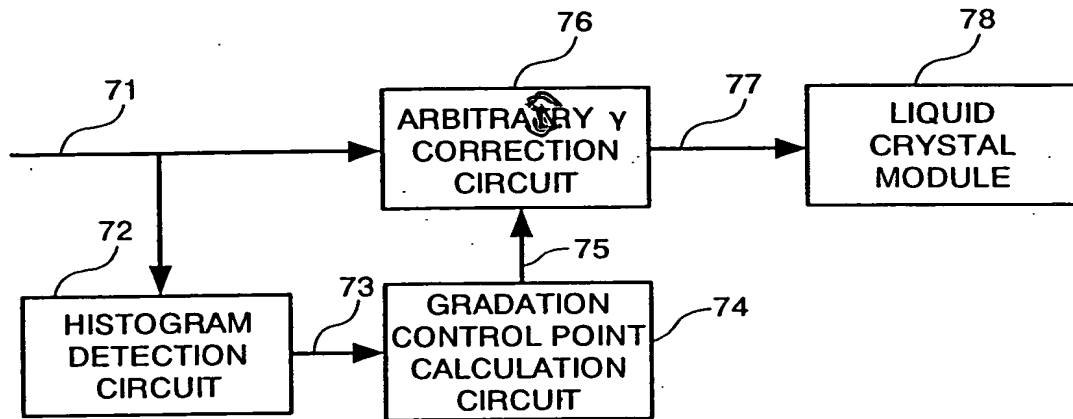 76
78
71
77
ARBITRATRY γ
CORRECTION
CIRCUIT
LIQUID
CRYSTAL
MODULE
72
75
73
74
HISTOGRAM
DETECTION
CIRCUIT
GRADATION
CONTROL POINT
CALCULATION
CIRCUIT